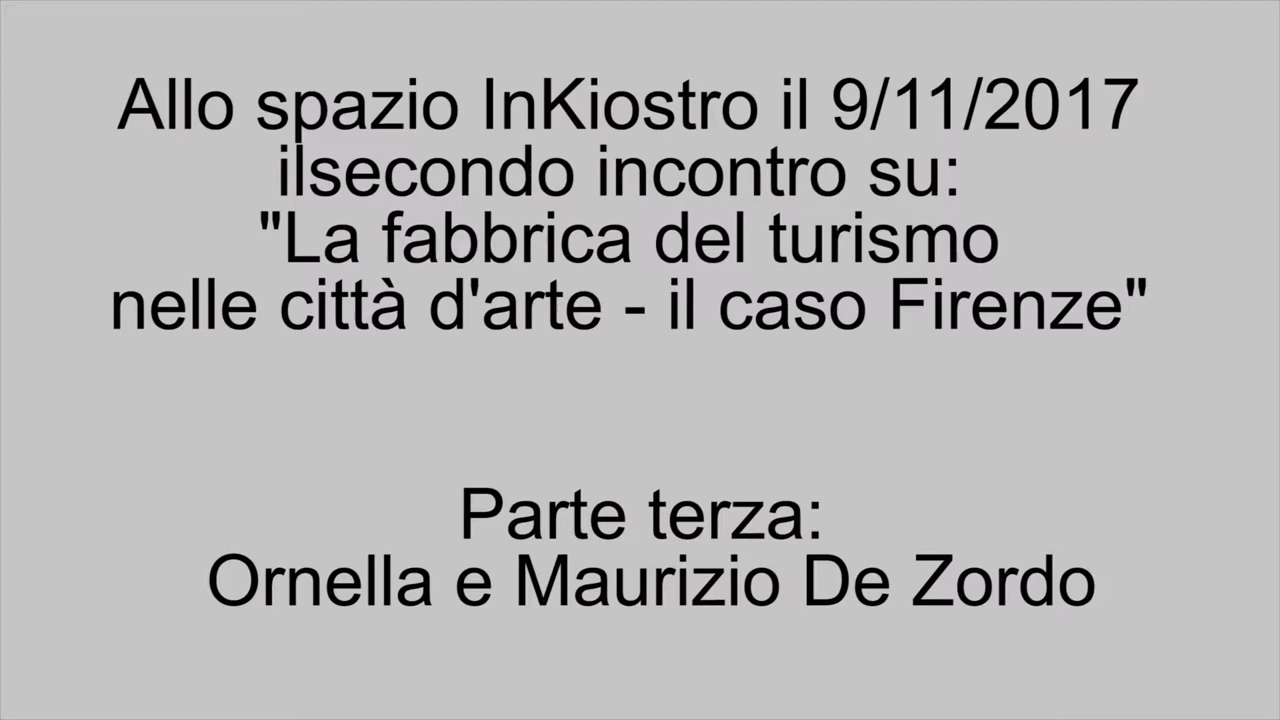 Allo spazio InKiostro il 9/11/2017
ilsecondo incontro su:
"La fabbrica del turismo
nelle città d'arte - il caso Firenze"
Parte terza:
Ornella e Maurizio De Zordo